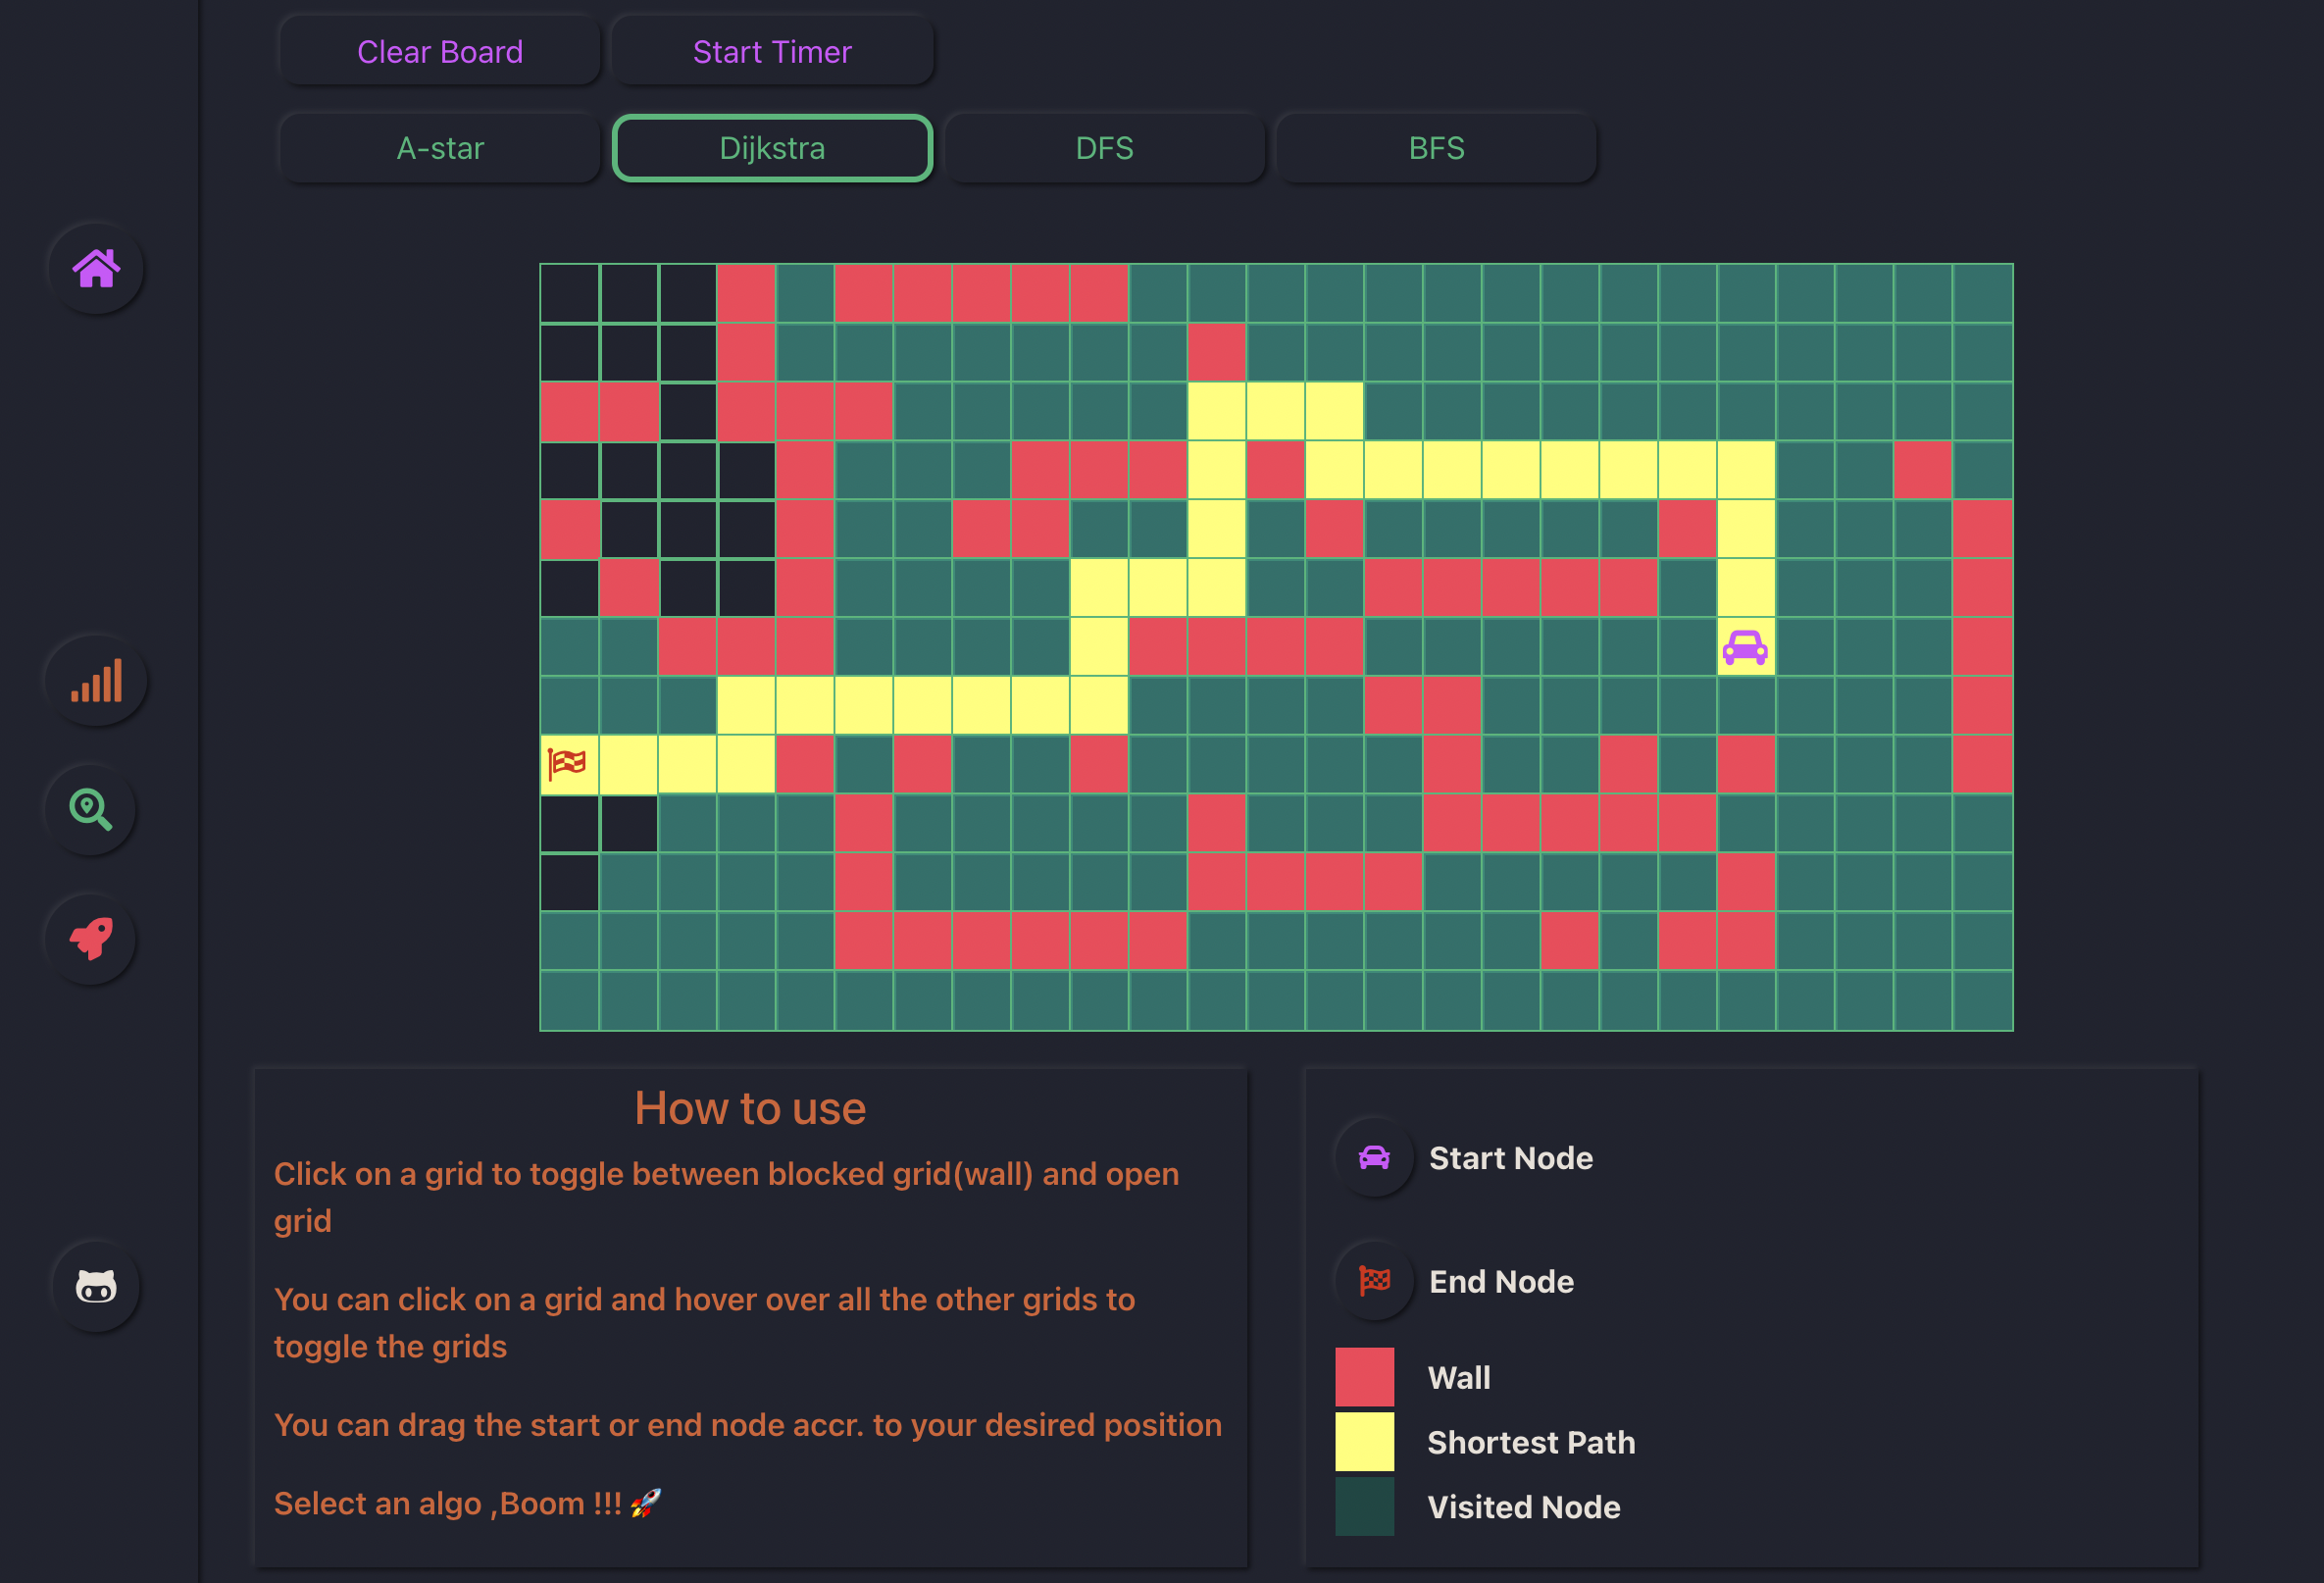 Clear Board
Start Timer
A-star
Dijkstra
DFS
BFS
How to use
Click on a grid to toggle between blocked grid(wall) and open
grid
You can click on a grid and hover over all the other grids to
toggle the grids
You can drag the start or end node accr. to your desired position
Select an algo ,Boom !!! 🚀
Start Node
End Node
Wall
Shortest Path
Visited Node